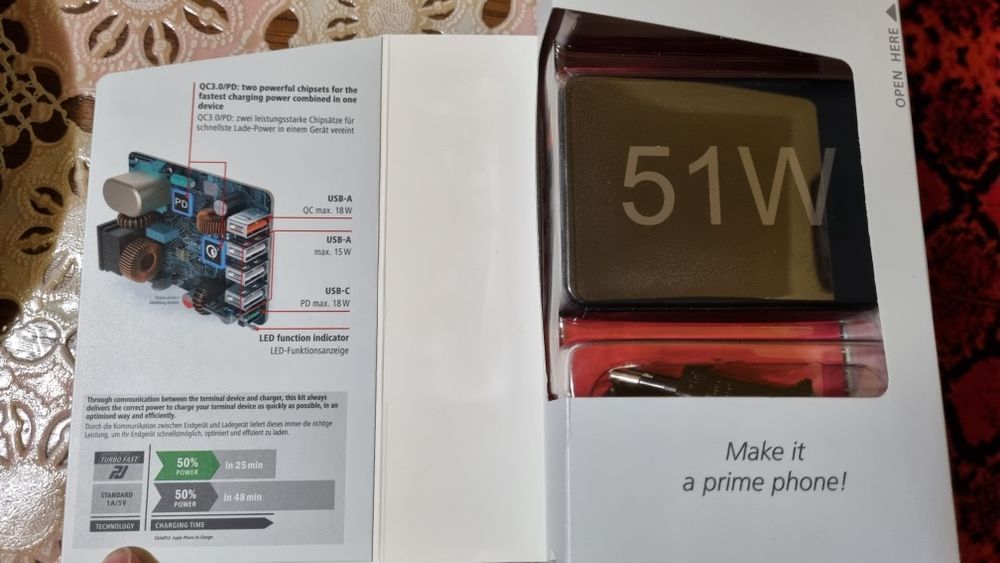 QC3.0/PD: two powerful chipsets for the
fastest charging power combined in one
device
QC3.0/PD: zwei leistungsstarke Chipsätze für
schnellste Lade-Power in einem Gerät vereint
PD
USB-A
QC max. 18 W
USB-A
max. 15 W
USB-C
PD max. 18 W
LED function indicator
LED-Funktionsanzeige
Through communication between the terminal device and charger, this kit always
delivers the correct power to charge your terminal device as quickly as possible, in an
optimised way and efficiently.
Durch die Kommunikation zwischen Endgerät und Ladegerät liefert dieses immer die richtige
Leistung, um Ihr Endgerät schnellstmöglich, optimiert und effizient zu laden.
TURBO FAST
50%
POWER
in 25 min
STANDARD
1A/5V
50%
POWER
in 48 min
TECHNOLOGY
CHARGING TIME
EXAMPLE: Apple iPhone Charger
OPEN HERE
51W
Make it
a prime phone!